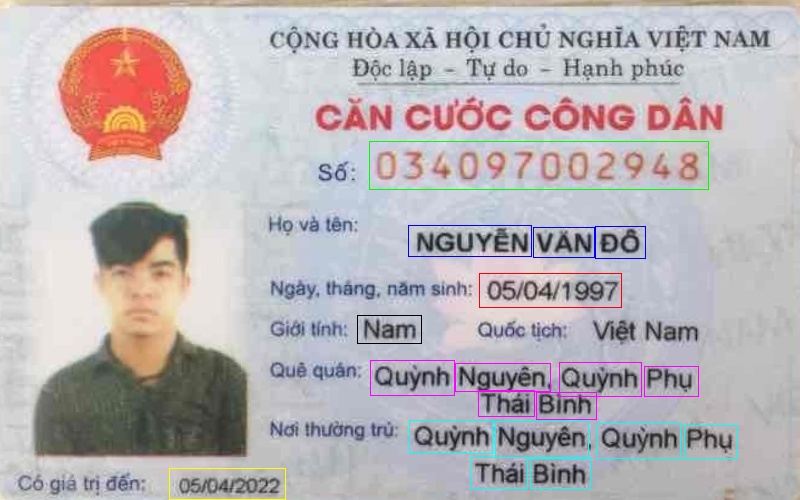 CỘNG HÒA XÃ HỘI CHỦ NGHĨA VIỆT NAM
Độc lập - Tự do - Hạnh phúc
CĂN CƯỚC CÔNG DÂN
Số: 034097002948
Họ và tên: NGUYỄN VĂN ĐÔ
Ngày, tháng, năm sinh: 05/04/1997
Giới tính: Nam Quốc tịch: Việt Nam
Quê quán: Quỳnh Nguyên, Quỳnh Phụ
Thái Bình
Nơi thường trú: Quỳnh Nguyên, Quỳnh Phụ
Thái Bình
Có giá trị đến: 05/04/2022